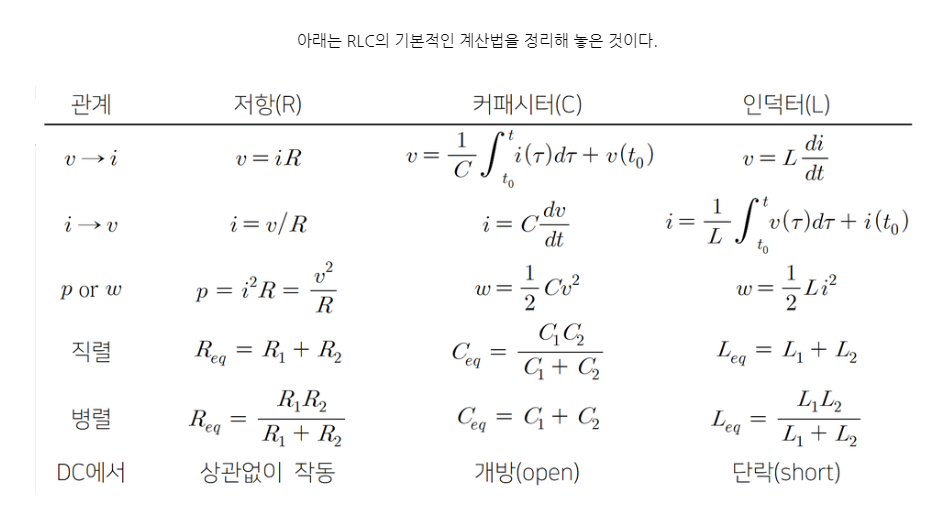 아래는 RLC의 기본적인 계산법을 정리해 놓은 것이다.
관계 저항(R) 커패시터(C) 인덕터(L)
v → i v = iR v = \frac{1}{C} \int_{t_0}^{t} i(τ)dτ + v(t_0) v = L \frac{di}{dt}
i → v i = v/R i = C \frac{dv}{dt} i = \frac{1}{L} \int_{t_0}^{t} v(τ)dτ + i(t_0)
p or w p = i^2R = \frac{v^2}{R} w = \frac{1}{2} Cv^2 w = \frac{1}{2} Li^2
직렬 R_{eq} = R_1 + R_2 C_{eq} = \frac{C_1C_2}{C_1 + C_2} L_{eq} = L_1 + L_2
병렬 R_{eq} = \frac{R_1R_2}{R_1 + R_2} C_{eq} = C_1 + C_2 L_{eq} = \frac{L_1L_2}{L_1 + L_2}
DC에서 상관없이 작동 개방(open) 단락(short)